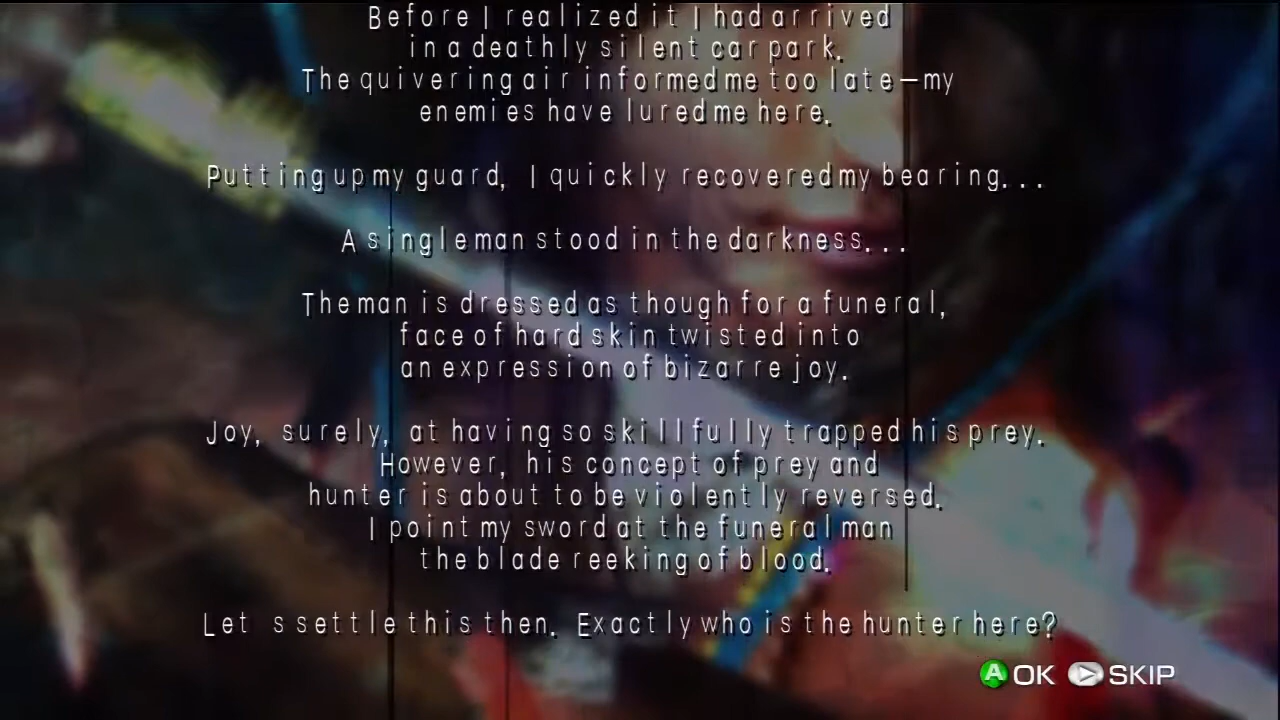 Before I realized it I had arrived
in a deathly silent car park.
The quivering air informed me too late—my
enemies have lured me here.
Putting up my guard, I quickly recovered my bearing...
A single man stood in the darkness...
The man is dressed as though for a funeral,
face of hard skin twisted into
an expression of bizarre joy.
Joy, surely, at having so skillfully trapped his prey.
However, his concept of prey and
hunter is about to be violently reversed.
I point my sword at the funeral man
the blade reeking of blood.
Let s settle this then. Exactly who is the hunter here?
A OK SKIP